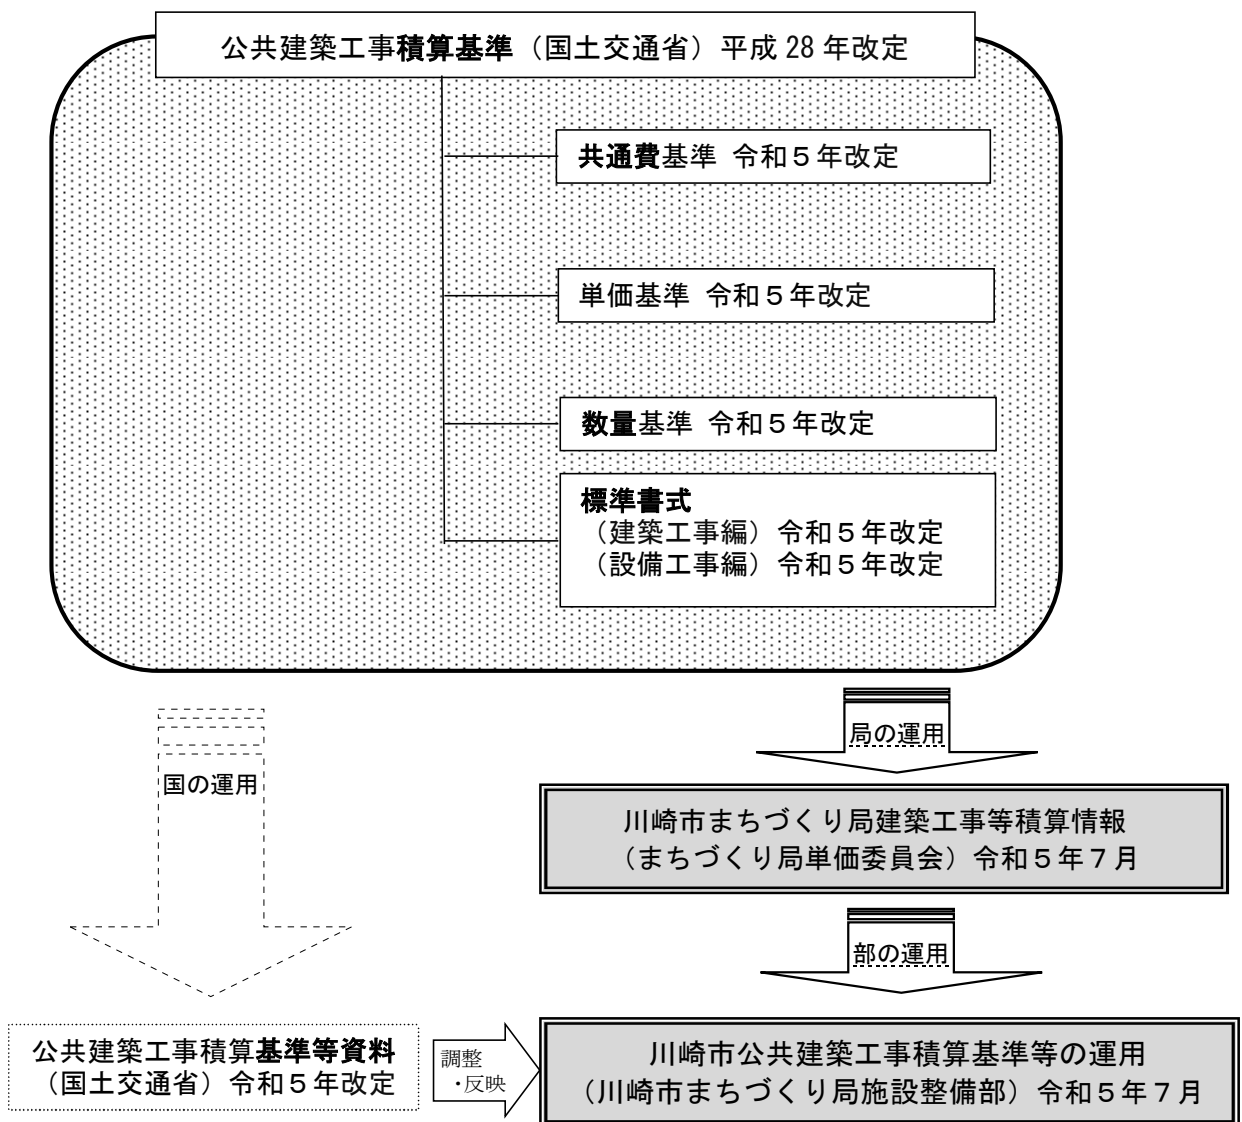 公共建築工事積算基準（国土交通省）平成 28 年改定
共通費基準 令和５年改定
単価基準 令和５年改定
数量基準 令和５年改定
標準書式
（建築工事編）令和５年改定
（設備工事編）令和５年改定
国の運用
局の運用
川崎市まちづくり局建築工事等積算情報
（まちづくり局単価委員会）令和５年７月
部の運用
公共建築工事積算基準等資料
（国土交通省）令和５年改定
調整
・反映
川崎市公共建築工事積算基準等の運用
（川崎市まちづくり局施設整備部）令和５年７月